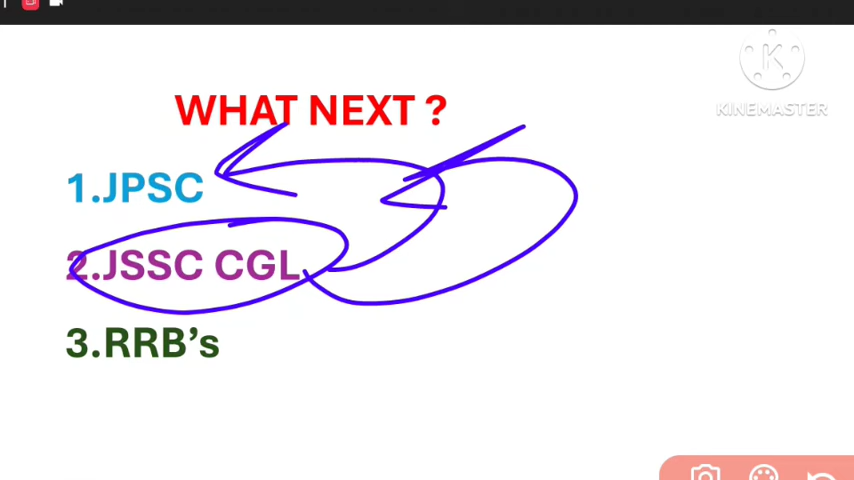 WHAT NEXT ?
KINEMASTER
1.JPSC
2.JSSC CGL
3.RRB’s